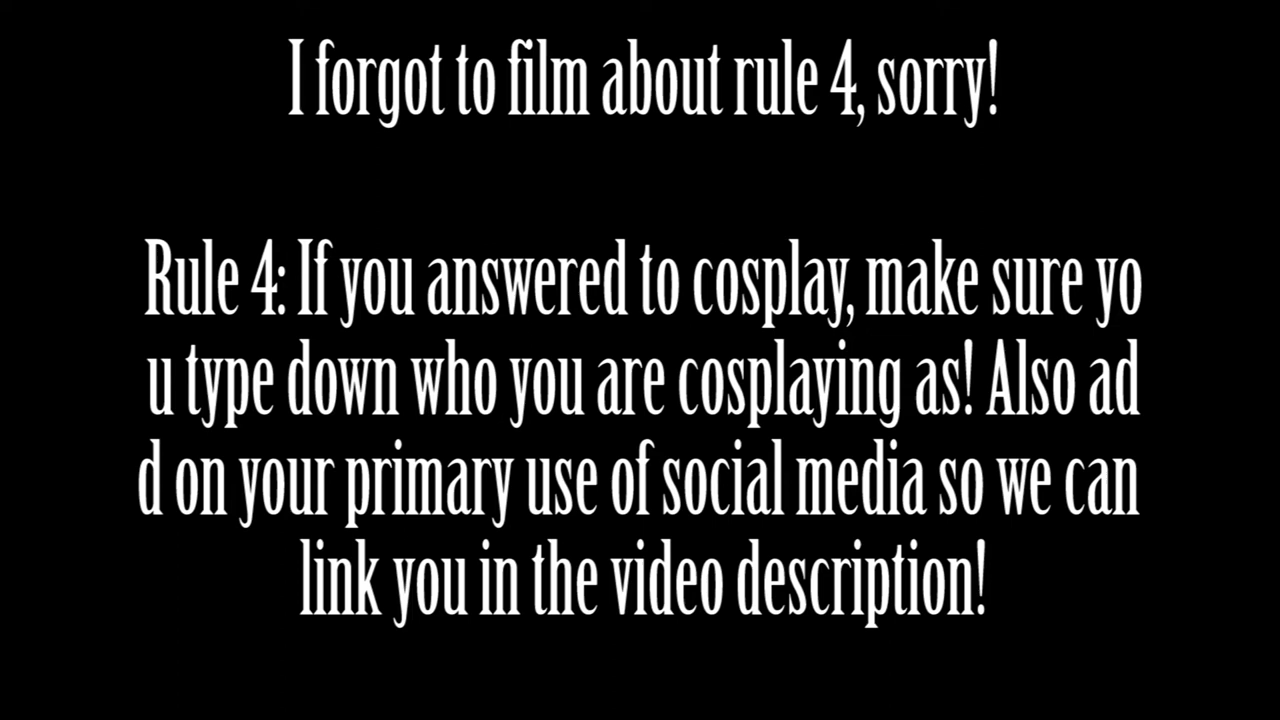 I forgot to film about rule 4, sorry!
Rule 4: If you answered to cosplay, make sure yo
u type down who you are cosplaying as! Also ad
d on your primary use of social media so we can
link you in the video description!